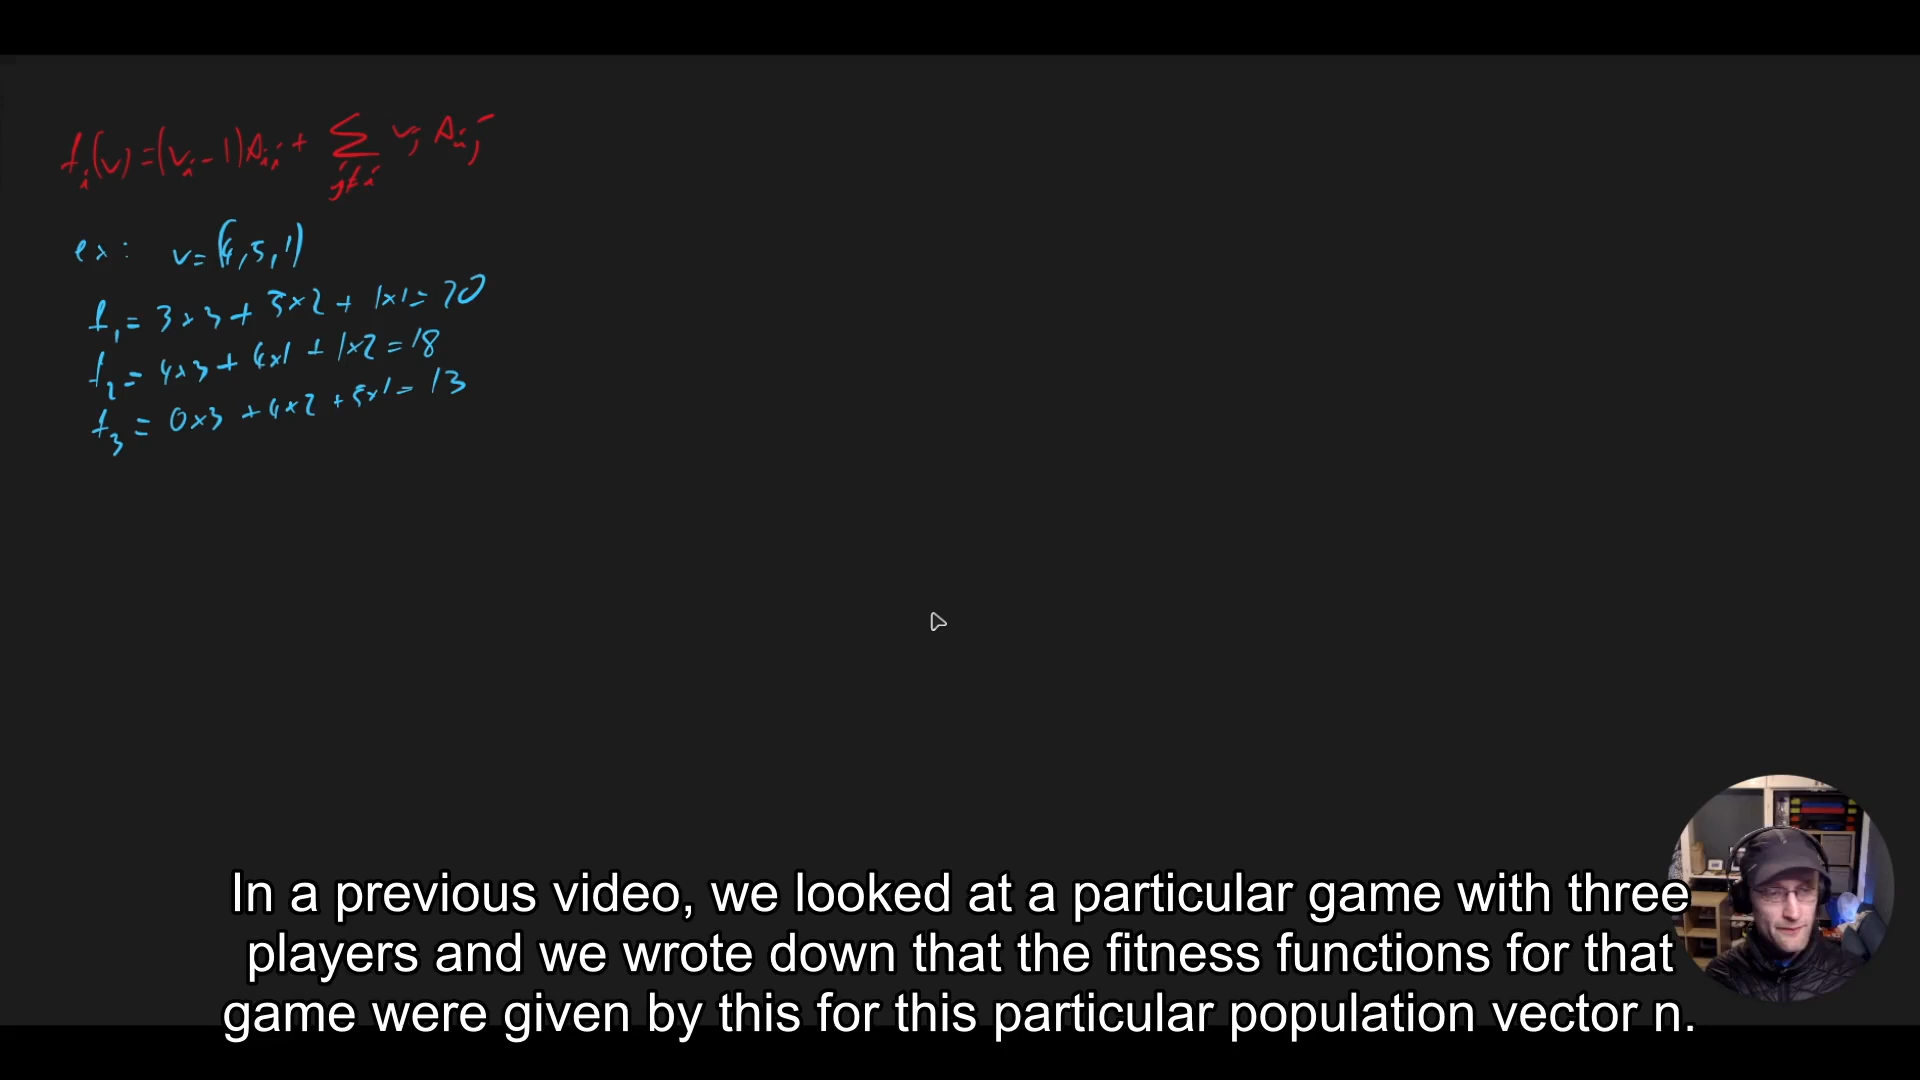 f_i(v) = (v_i - 1)A_ii + Σ_{j≠i} v_j A_ij
ex: v = (4, 5, 1)
f_1 = 3×3 + 5×2 + 1×1 = 20
f_2 = 4×3 + 4×1 + 1×2 = 18
f_3 = 0×3 + 4×2 + 5×1 = 13
In a previous video, we looked at a particular game with three
players and we wrote down that the fitness functions for that
game were given by this for this particular population vector n.